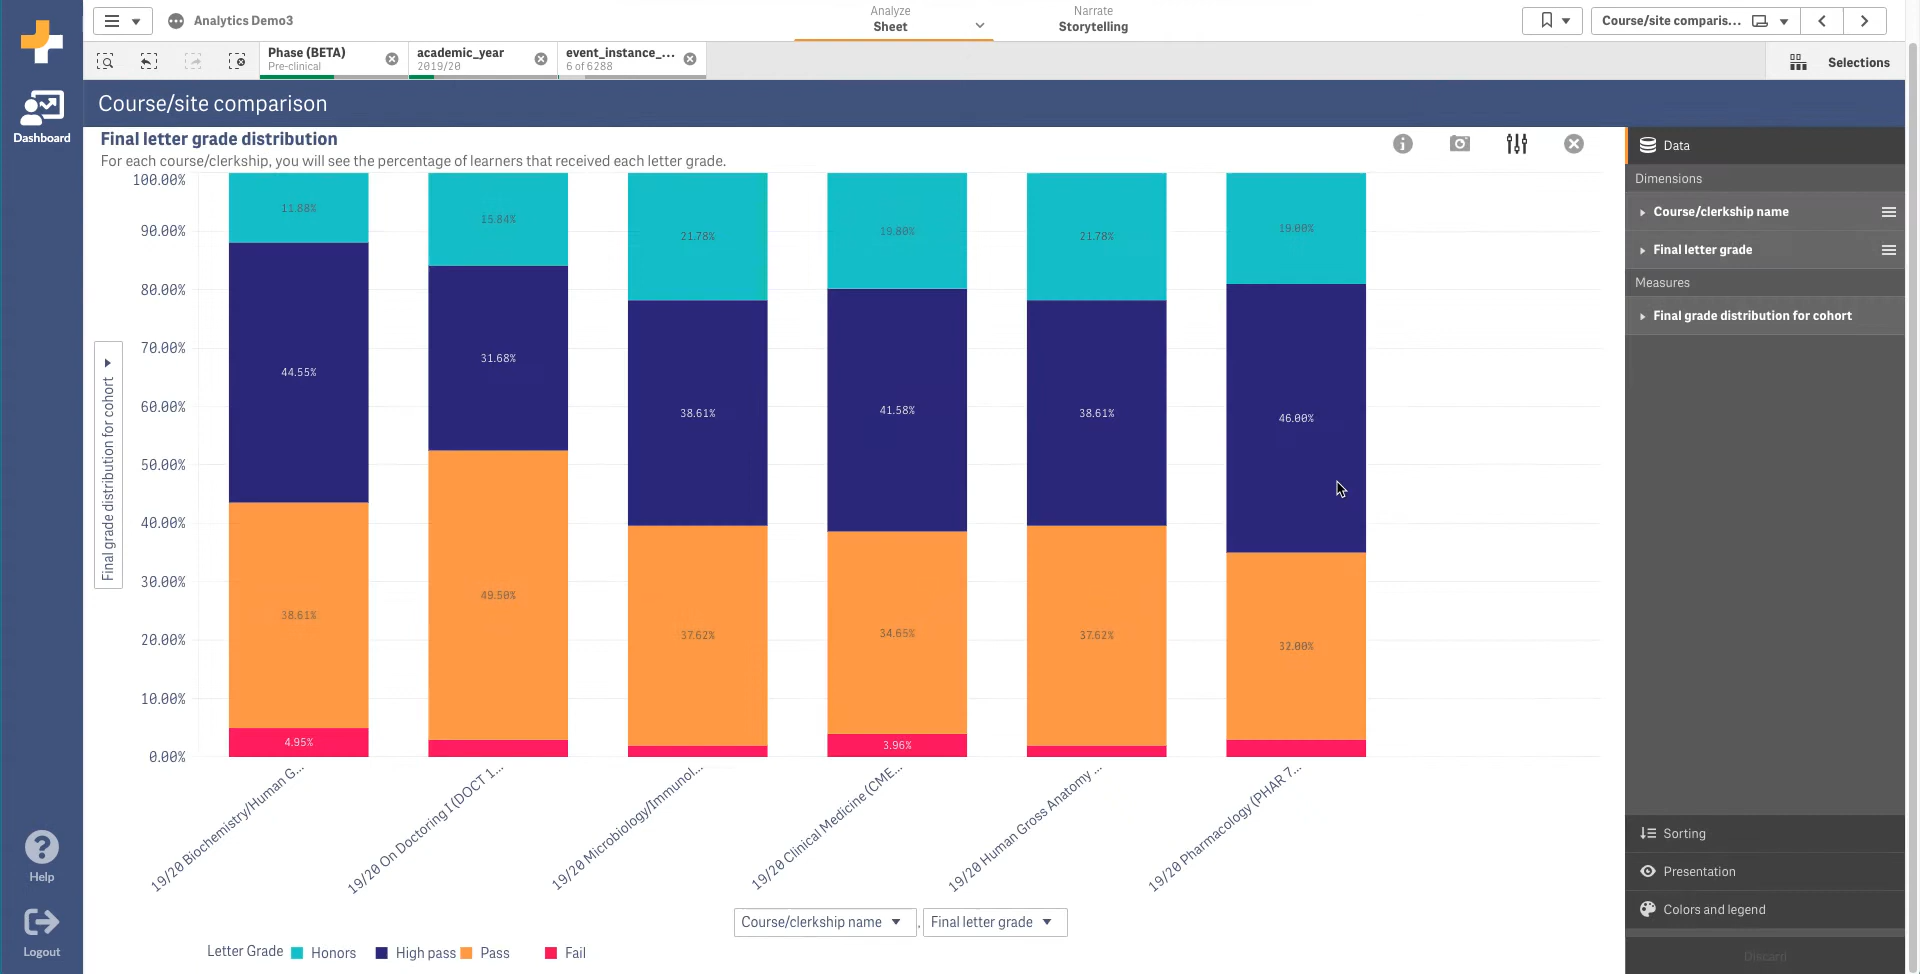 Analytics Demo3
Analyze
Sheet
Narrate
Storytelling
Course/site comparis...
Phase (BETA)
Pre-clinical
academic_year
2019/20
event_instance_...
6 of 6288
Selections
Dashboard
Course/site comparison
Final letter grade distribution
For each course/clerkship, you will see the percentage of learners that received each letter grade.
Final grade distribution for cohort
100.00%
90.00%
80.00%
70.00%
60.00%
50.00%
40.00%
30.00%
20.00%
10.00%
0.00%
11.88%
44.55%
38.61%
4.95%
15.84%
31.68%
49.50%
21.78%
38.61%
37.62%
19.80%
41.58%
34.65%
3.96%
21.78%
38.61%
37.62%
19.00%
46.00%
32.00%
19/20 Biochemistry/Human G...
19/20 On Doctoring I (DOCT 1...
19/20 Microbiology/Immunol...
19/20 Clinical Medicine (CME...
19/20 Human Gross Anatomy ...
19/20 Pharmacology (PHAR 7...
Course/clerkship name , Final letter grade
Letter Grade Honors High pass Pass Fail
Data
Dimensions
Course/clerkship name
Final letter grade
Measures
Final grade distribution for cohort
Sorting
Presentation
Colors and legend
Discard
Help
Logout